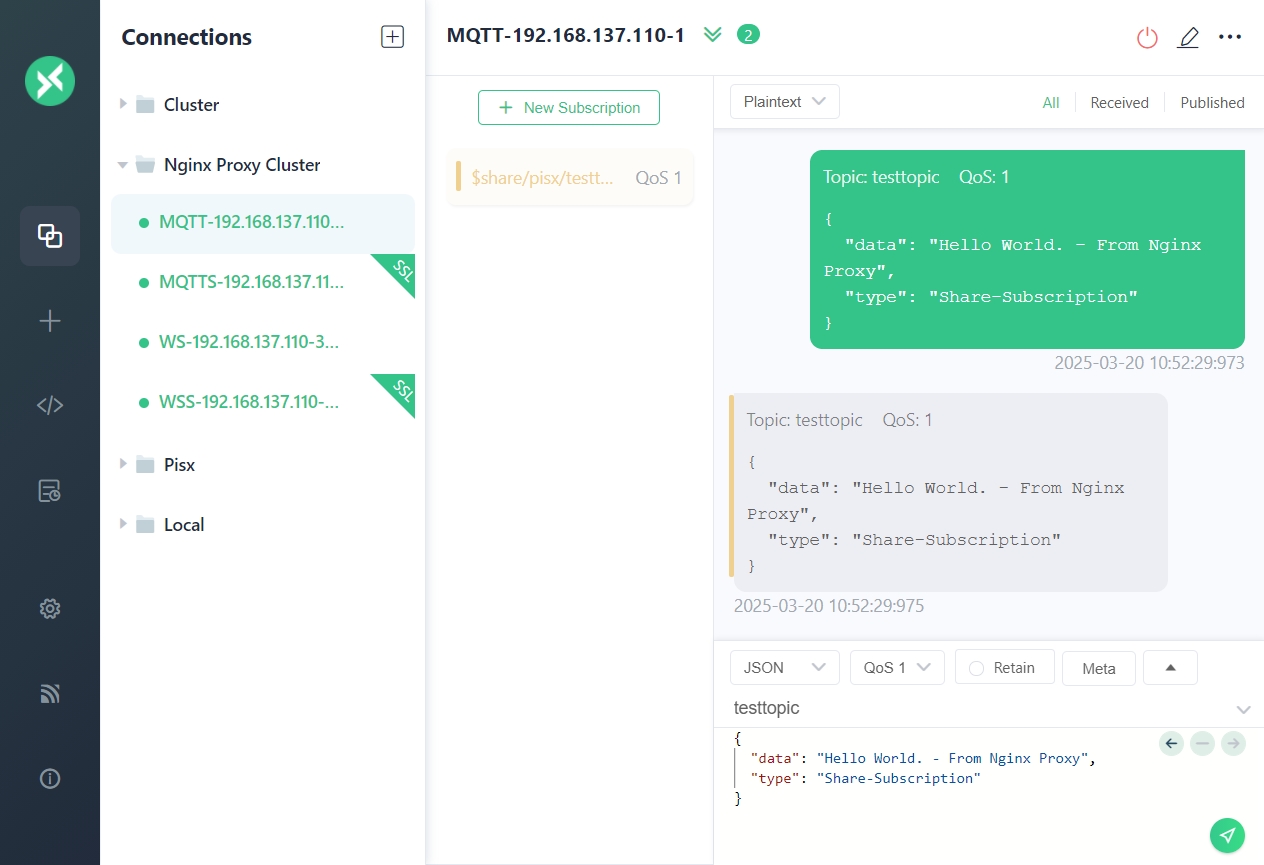 Connections
Cluster
Nginx Proxy Cluster
MQTT-192.168.137.110...
MQTTS-192.168.137.11...
SSL
WS-192.168.137.110-3...
WSS-192.168.137.110-...
SSL
Pisx
Local
MQTT-192.168.137.110-1
2
New Subscription
$share/pisx/testt...
QoS 1
Plaintext
All
Received
Published
Topic: testtopic QoS: 1
{
"data": "Hello World. - From Nginx
Proxy",
"type": "Share-Subscription"
}
2025-03-20 10:52:29:973
Topic: testtopic QoS: 1
{
"data": "Hello World. - From Nginx
Proxy",
"type": "Share-Subscription"
}
2025-03-20 10:52:29:975
JSON
QoS 1
Retain
Meta
testtopic
{
"data": "Hello World. - From Nginx Proxy",
"type": "Share-Subscription"
}